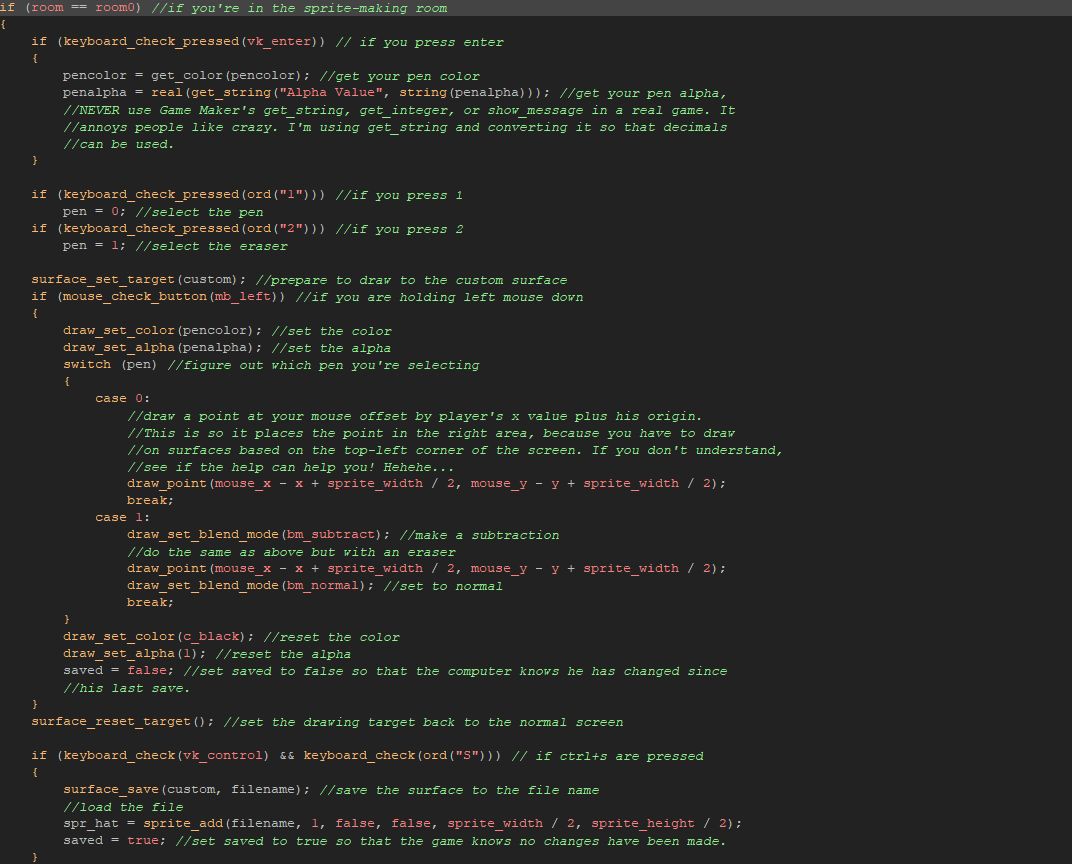 if (room == room0) //if you're in the sprite-making room
{
    if (keyboard_check_pressed(vk_enter)) // if you press enter
    {
        pencolor = get_color(pencolor); //get your pen color
        penalpha = real(get_string("Alpha Value", string(penalpha))); //get your pen alpha,
        //NEVER use Game Maker's get_string, get_integer, or show_message in a real game. It
        //annoys people like crazy. I'm using get_string and converting it so that decimals
        //can be used.
    }

    if (keyboard_check_pressed(ord("1"))) //if you press 1
        pen = 0; //select the pen
    if (keyboard_check_pressed(ord("2"))) //if you press 2
        pen = 1; //select the eraser

    surface_set_target(custom); //prepare to draw to the custom surface
    if (mouse_check_button(mb_left)) //if you are holding left mouse down
    {
        draw_set_color(pencolor); //set the color
        draw_set_alpha(penalpha); //set the alpha
        switch (pen) //figure out which pen you're selecting
        {
            case 0:
                //draw a point at your mouse offset by player's x value plus his origin.
                //This is so it places the point in the right area, because you have to draw
                //on surfaces based on the top-left corner of the screen. If you don't understand,
                //see if the help can help you! Hehehe...
                draw_point(mouse_x - x + sprite_width / 2, mouse_y - y + sprite_width / 2);
                break;
            case 1:
                draw_set_blend_mode(bm_subtract); //make a subtraction
                //do the same as above but with an eraser
                draw_point(mouse_x - x + sprite_width / 2, mouse_y - y + sprite_width / 2);
                draw_set_blend_mode(bm_normal); //set to normal
                break;
        }
        draw_set_color(c_black); //reset the color
        draw_set_alpha(1); //reset the alpha
        saved = false; //set saved to false so that the computer knows he has changed since
        //his last save.
    }
    surface_reset_target(); //set the drawing target back to the normal screen

    if (keyboard_check(vk_control) && keyboard_check(ord("S"))) // if ctrl+s are pressed
    {
        surface_save(custom, filename); //save the surface to the file name
        //load the file
        spr_hat = sprite_add(filename, 1, false, false, sprite_width / 2, sprite_height / 2);
        saved = true; //set saved to true so that the game knows no changes have been made.
    }